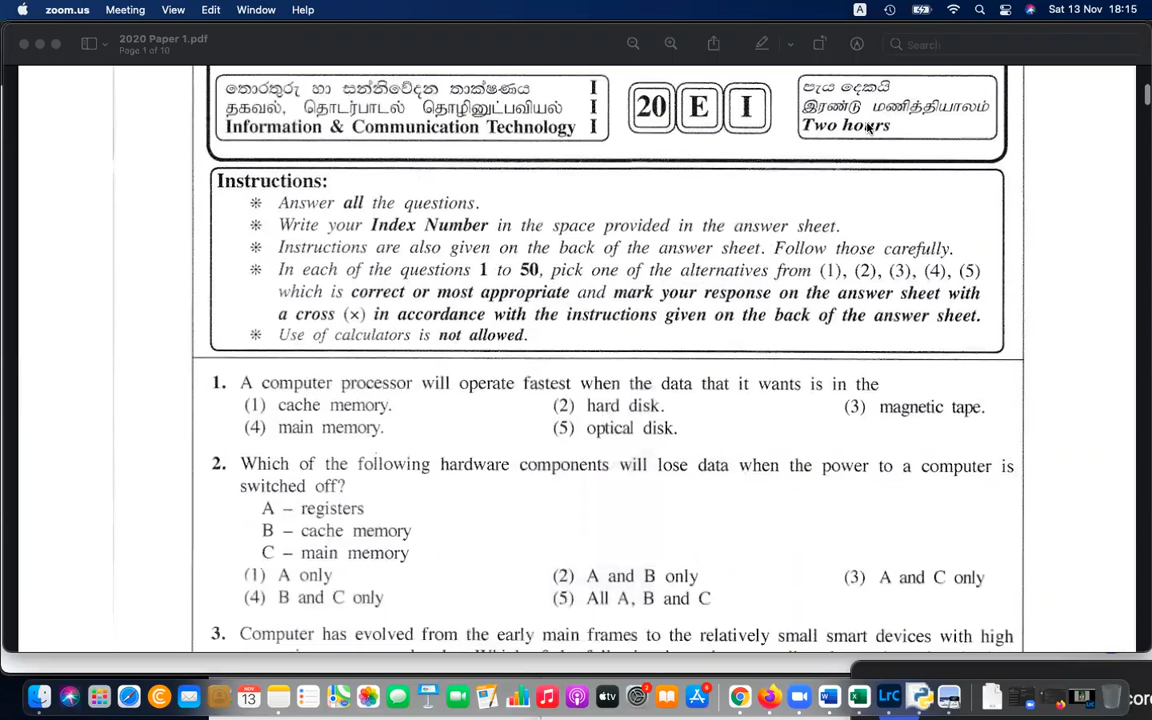 zoom.us Meeting View Edit Window Help A Sat 13 Nov 18:15
2020 Paper 1.pdf
Page 1 of 10
Search
තොරතුරු හා සන්නිවේදන තාක්ෂණය I
தகவல், தொடர்பாடல் தொழினுட்பவியல் I
Information & Communication Technology I
20 E I
පැය දෙකයි
இரண்டு மணித்தியாலம்
Two hours
Instructions:
* Answer all the questions.
* Write your Index Number in the space provided in the answer sheet.
* Instructions are also given on the back of the answer sheet. Follow those carefully.
* In each of the questions 1 to 50, pick one of the alternatives from (1), (2), (3), (4), (5)
which is correct or most appropriate and mark your response on the answer sheet with
a cross (×) in accordance with the instructions given on the back of the answer sheet.
* Use of calculators is not allowed.
1. A computer processor will operate fastest when the data that it wants is in the
(1) cache memory. (2) hard disk. (3) magnetic tape.
(4) main memory. (5) optical disk.
2. Which of the following hardware components will lose data when the power to a computer is
switched off?
A – registers
B – cache memory
C – main memory
(1) A only (2) A and B only (3) A and C only
(4) B and C only (5) All A, B and C
3. Computer has evolved from the early main frames to the relatively small smart devices with high
NOV
13
tv
LrC